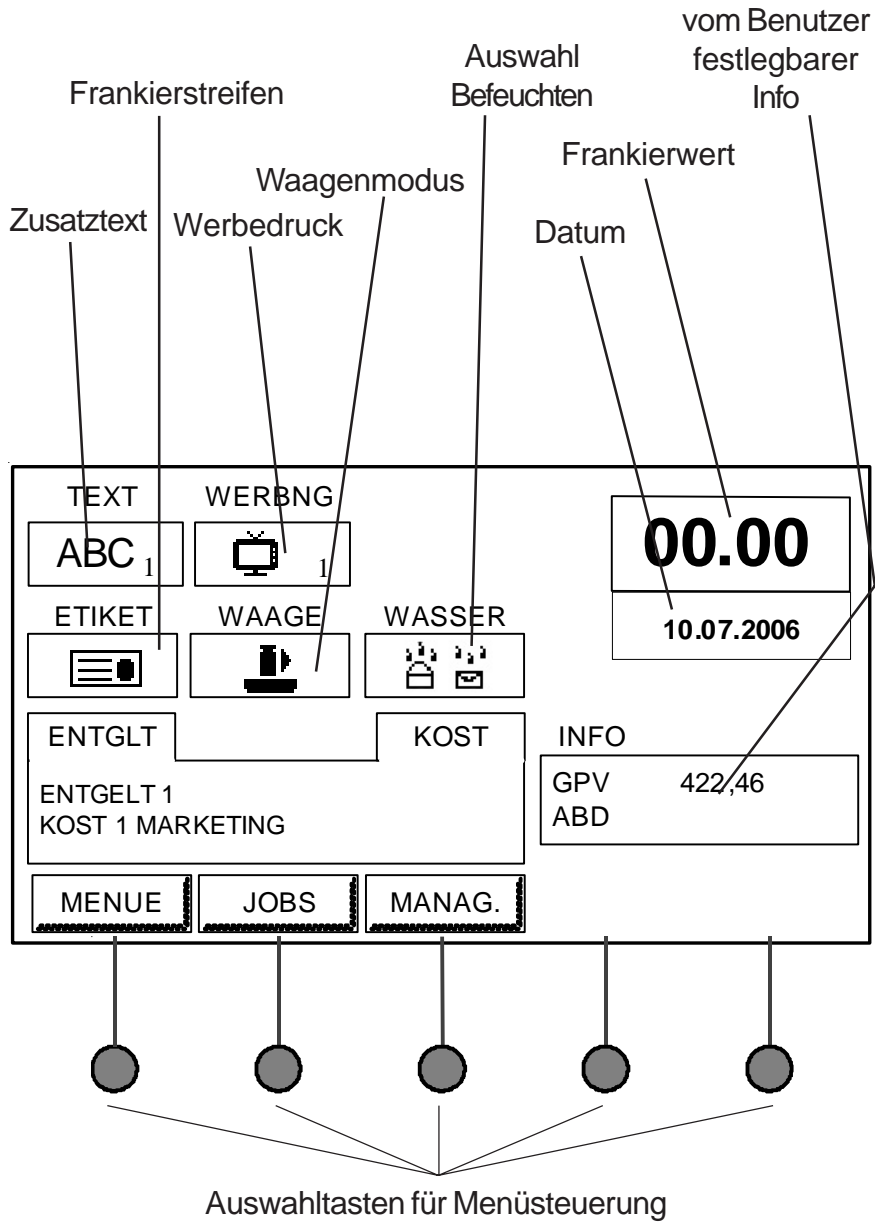 vom Benutzer
festlegbarer
Info
Auswahl
Befeuchten
Frankierstreifen
Frankierwert
Waagenmodus
Zusatztext
Werbedruck
Datum
TEXT
WERBNG
ABC 1
1
00.00
ETIKET
WAAGE
WASSER
10.07.2006
ENTGLT
KOST
INFO
ENTGELT 1
KOST 1 MARKETING
GPV 422,46
ABD
MENUE
JOBS
MANAG.
Auswahltasten für Menüsteuerung